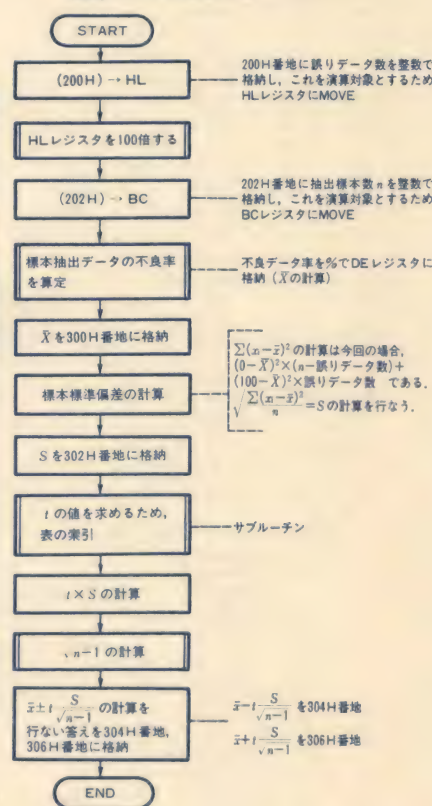 START
(200H) → HL
200H番地に誤りデータ数を整数で
格納し，これを演算対象とするため
HLレジスタにMOVE
HLレジスタを100倍する
(202H) → BC
202H番地に抽出標本数nを整数で
格納し，これを演算対象とするため
BCレジスタにMOVE
標本抽出データの不良率
を算定
不良データ率を%でDEレジスタに
格納（X̄の計算）
X̄を300H番地に格納
標本標準偏差の計算
Σ(xᵢ−x̄)²の計算は今回の場合，
(0−X̄)²×(n−誤りデータ数)＋
(100−X̄)²×誤りデータ数　である．
√Σ(xᵢ−x̄)²/n＝Sの計算を行なう．
Sを302H番地に格納
tの値を求めるため，
表の索引
サブルーチン
t×Sの計算
√n−1の計算
x̄±t S/√n−1 の計算を
行ない答えを304H番地，
306H番地に格納
x̄−t S/√n−1 を304H番地
x̄＋t S/√n−1 を306H番地
END